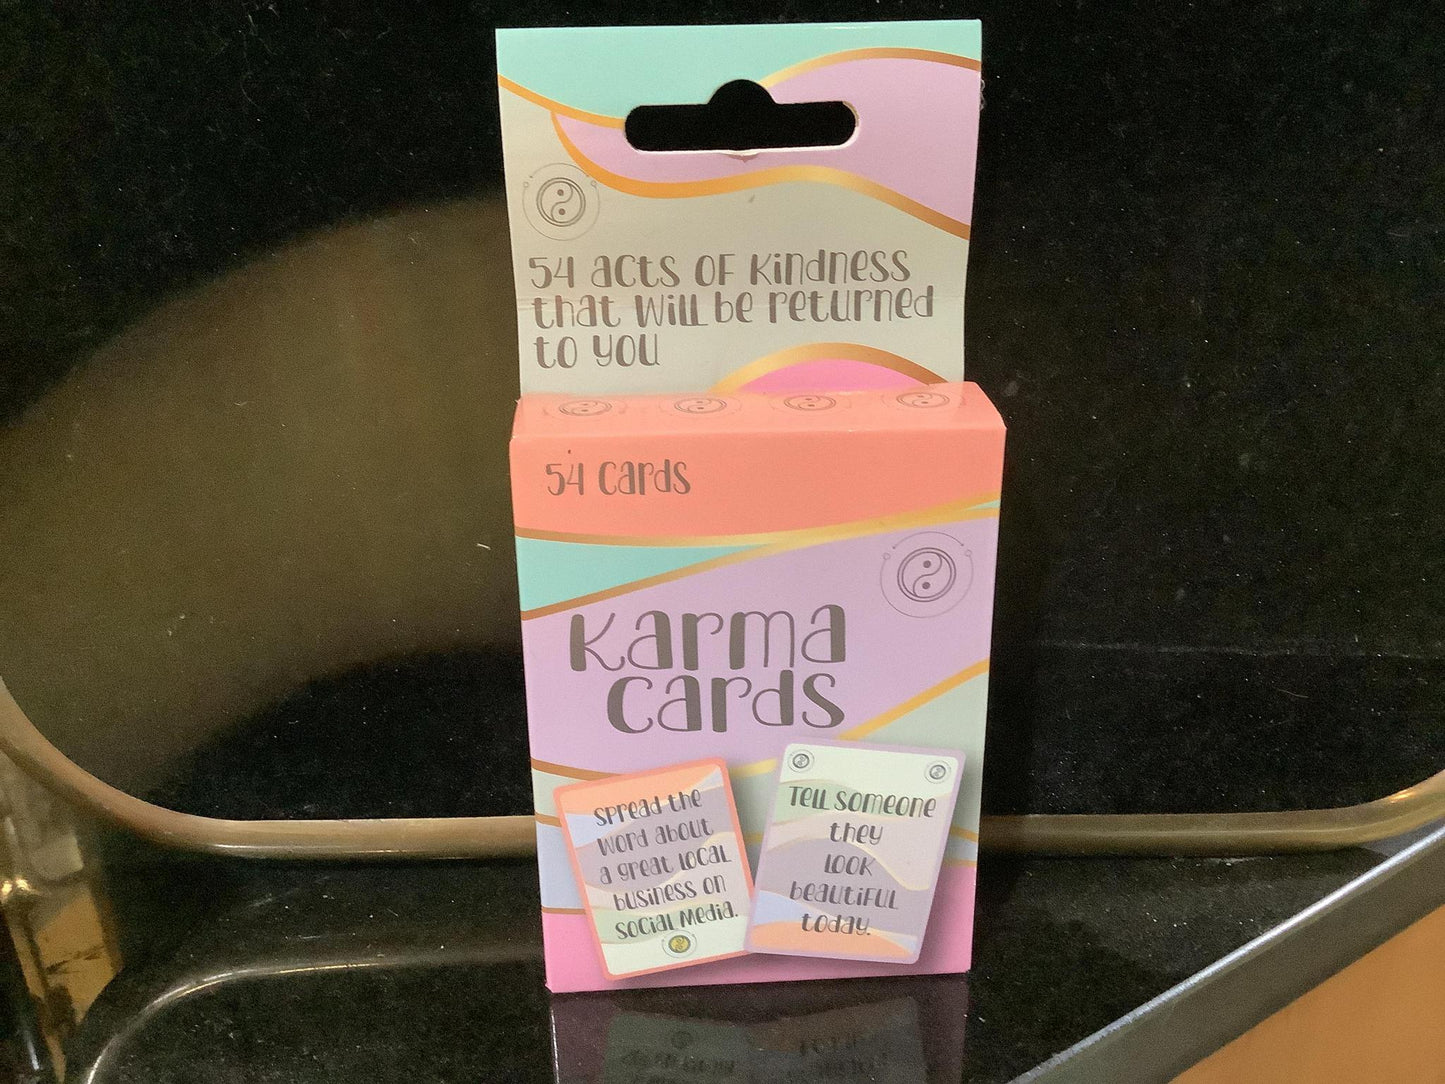 54 acts of kindness
that will be returned
to you
54 cards
Karma
cards
Spread the
word about
a great local
business on
social media.
Tell someone
they
look
beautiful
today.